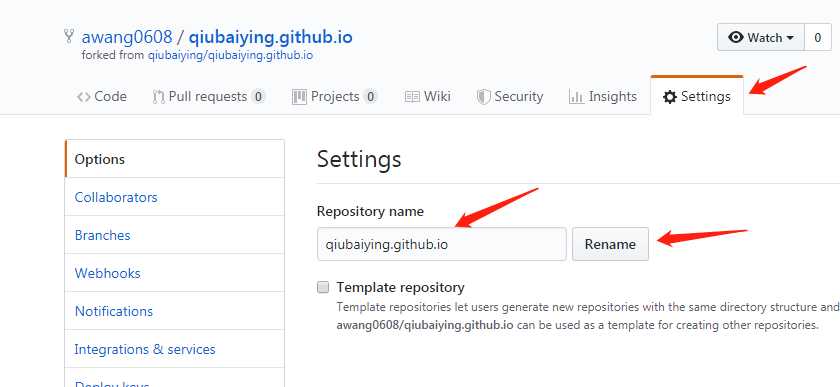 awang0608 / qiubaiying.github.io
Watch
0
forked from qiubaiying/qiubaiying.github.io
Code
Pull requests 0
Projects 0
Wiki
Security
Insights
Settings
Options
Collaborators
Branches
Webhooks
Notifications
Integrations & services
Deploy keys
Settings
Repository name
qiubaiying.github.io
Rename
Template repository
Template repositories let users generate new repositories with the same directory structure and
awang0608/qiubaiying.github.io can be used as a template for creating other repositories.